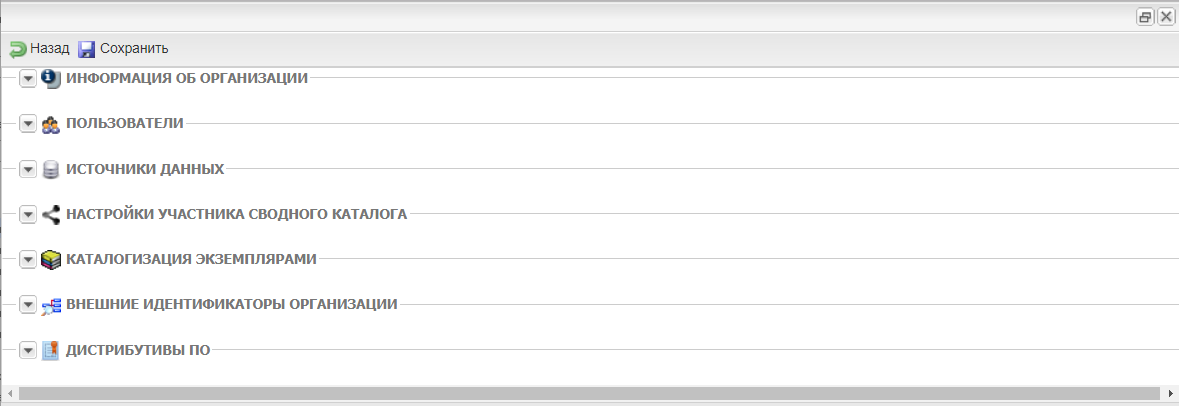 Назад Сохранить
ИНФОРМАЦИЯ ОБ ОРГАНИЗАЦИИ
ПОЛЬЗОВАТЕЛИ
ИСТОЧНИКИ ДАННЫХ
НАСТРОЙКИ УЧАСТНИКА СВОДНОГО КАТАЛОГА
КАТАЛОГИЗАЦИЯ ЭКЗЕМПЛЯРАМИ
ВНЕШНИЕ ИДЕНТИФИКАТОРЫ ОРГАНИЗАЦИИ
ДИСТРИБУТИВЫ ПО